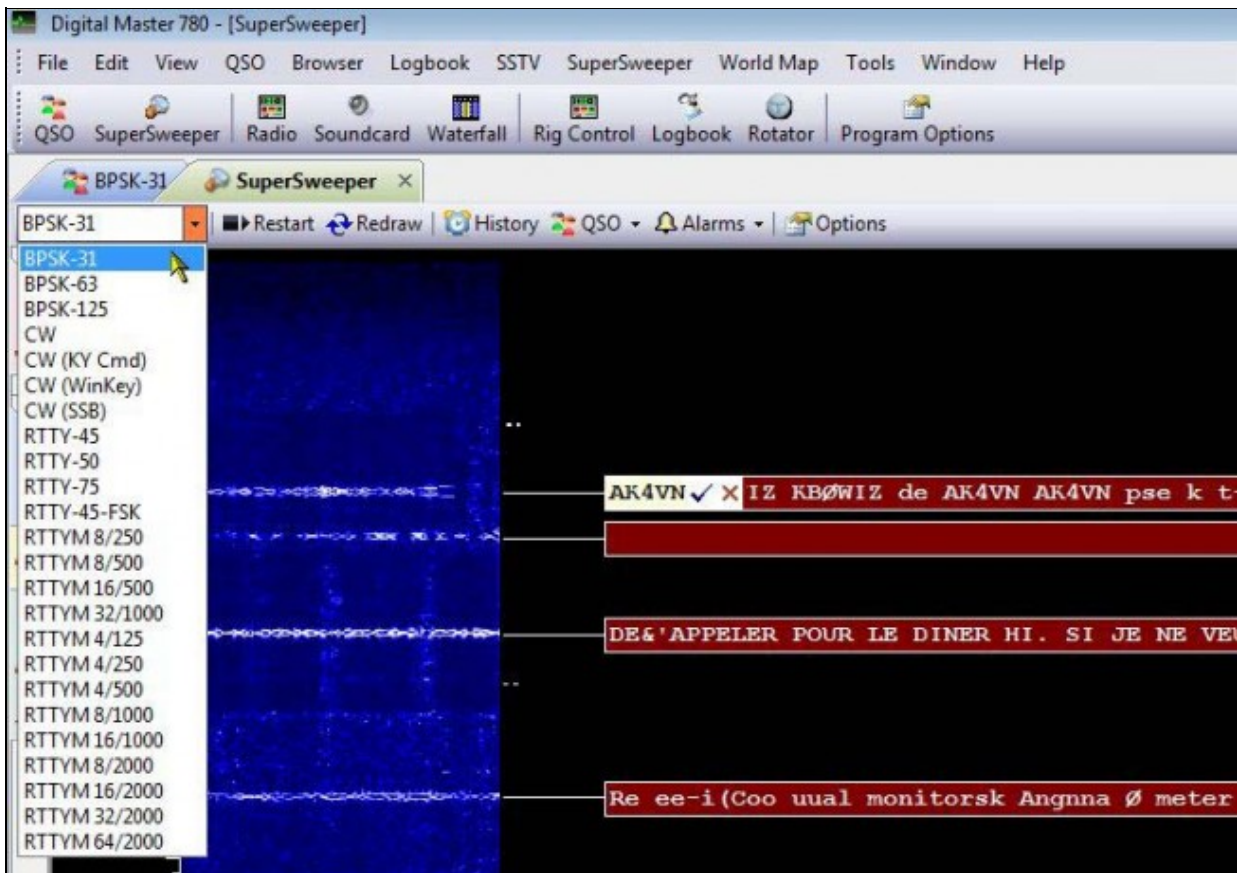 Digital Master 780 - [SuperSweeper]
File Edit View QSO Browser Logbook SSTV SuperSweeper World Map Tools Window Help
QSO SuperSweeper Radio Soundcard Waterfall Rig Control Logbook Rotator Program Options
BPSK-31 SuperSweeper
BPSK-31 Restart Redraw History QSO Alarms Options
BPSK-31
BPSK-63
BPSK-125
CW
CW (KY Cmd)
CW (WinKey)
CW (SSB)
RTTY-45
RTTY-50
RTTY-75
RTTY-45-FSK
RTTYM 8/250
RTTYM 8/500
RTTYM 16/500
RTTYM 32/1000
RTTYM 4/125
RTTYM 4/250
RTTYM 4/500
RTTYM 8/1000
RTTYM 16/1000
RTTYM 8/2000
RTTYM 16/2000
RTTYM 32/2000
RTTYM 64/2000
AK4VN IZ KBØWIZ de AK4VN AK4VN pse k t-
DE&'APPELER POUR LE DINER HI. SI JE NE VEU
Re ee-i(Coo uual monitorsk Angnna Ø meter